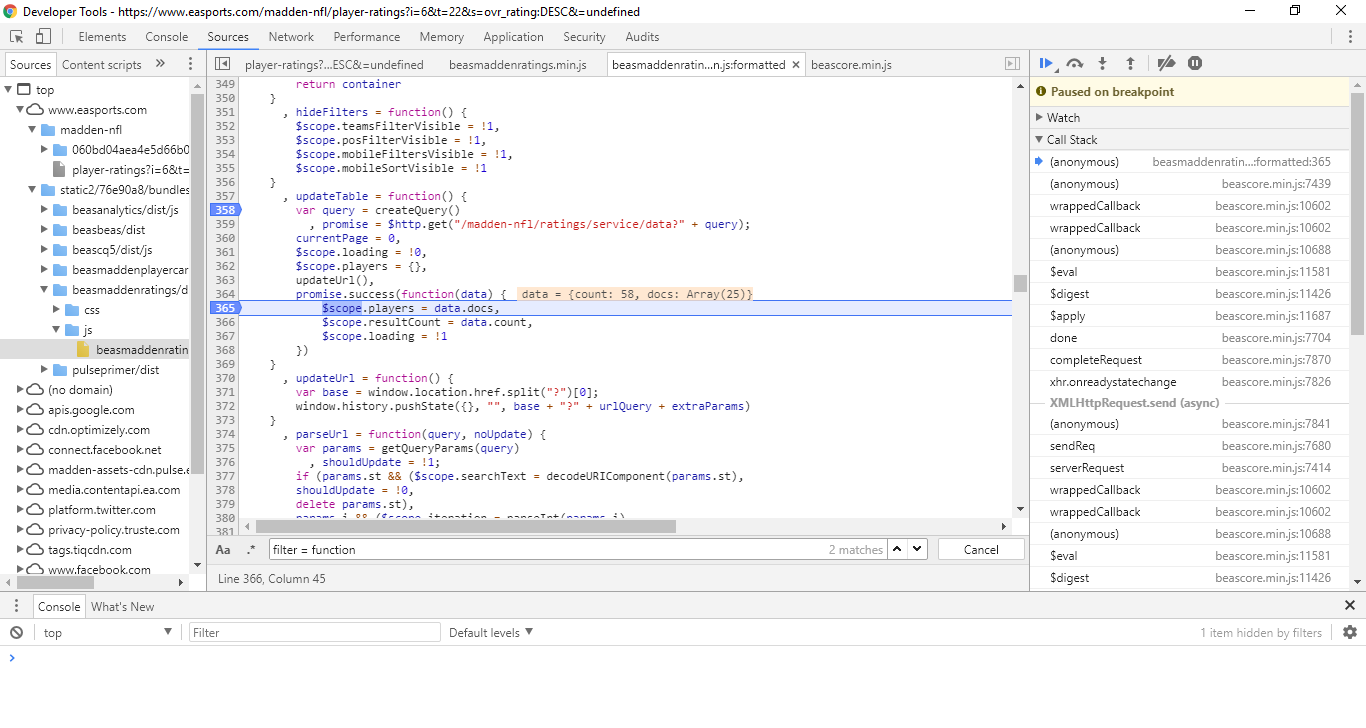 Developer Tools - https://www.easports.com/madden-nfl/player-ratings?i=6&t=22&s=ovr_rating:DESC&=undefined
Elements Console Sources Network Performance Memory Application Security Audits
Sources Content scripts »
top
www.easports.com
madden-nfl
060bd04aea4e5d66b0
player-ratings?i=6&t=
static2/76e90a8/bundles
beasanalytics/dist/js
beasbeas/dist
beascq5/dist/js
beasmaddenplayercar
beasmaddenratings/d
css
js
beasmaddenratin
pulseprimer/dist
(no domain)
apis.google.com
cdn.optimizely.com
connect.facebook.net
madden-assets-cdn.pulse.e
media.contentapi.ea.com
platform.twitter.com
privacy-policy.truste.com
tags.tiqcdn.com
www.facebook.com
player-ratings?...ESC&=undefined beasmaddenratings.min.js beasmaddenratin...n.js:formatted × beascore.min.js
349 return container
350 }
351 , hideFilters = function() {
352 $scope.teamsFilterVisible = !1,
353 $scope.posFilterVisible = !1,
354 $scope.mobileFiltersVisible = !1,
355 $scope.mobileSortVisible = !1
356 }
357 , updateTable = function() {
358 var query = createQuery()
359 , promise = $http.get("/madden-nfl/ratings/service/data?" + query);
360 currentPage = 0,
361 $scope.loading = !0,
362 $scope.players = {},
363 updateUrl(),
364 promise.success(function(data) { data = {count: 58, docs: Array(25)}
365 $scope.players = data.docs,
366 $scope.resultCount = data.count,
367 $scope.loading = !1
368 })
369 }
370 , updateUrl = function() {
371 var base = window.location.href.split("?")[0];
372 window.history.pushState({}, "", base + "?" + urlQuery + extraParams)
373 }
374 , parseUrl = function(query, noUpdate) {
375 var params = getQueryParams(query)
376 , shouldUpdate = !1;
377 if (params.st && ($scope.searchText = decodeURIComponent(params.st),
378 shouldUpdate = !0,
379 delete params.st),
380 params.i && ($scope.iteration = parseInt(params.i),
381
Aa .* filter = function 2 matches Cancel
Line 366, Column 45
Paused on breakpoint
Watch
Call Stack
(anonymous) beasmaddenratin...:formatted:365
(anonymous) beascore.min.js:7439
wrappedCallback beascore.min.js:10602
wrappedCallback beascore.min.js:10602
(anonymous) beascore.min.js:10688
$eval beascore.min.js:11581
$digest beascore.min.js:11426
$apply beascore.min.js:11687
done beascore.min.js:7704
completeRequest beascore.min.js:7870
xhr.onreadystatechange beascore.min.js:7826
XMLHttpRequest.send (async)
(anonymous) beascore.min.js:7841
sendReq beascore.min.js:7680
serverRequest beascore.min.js:7414
wrappedCallback beascore.min.js:10602
wrappedCallback beascore.min.js:10602
(anonymous) beascore.min.js:10688
$eval beascore.min.js:11581
$digest beascore.min.js:11426
Console What's New
top Filter Default levels 1 item hidden by filters